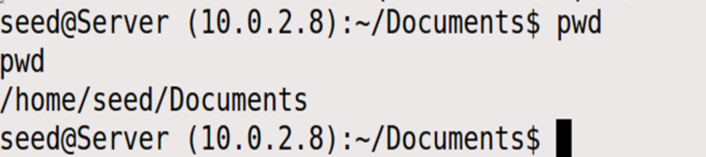 seed@Server (10.0.2.8):~/Documents$ pwd
pwd
/home/seed/Documents
seed@Server (10.0.2.8):~/Documents$